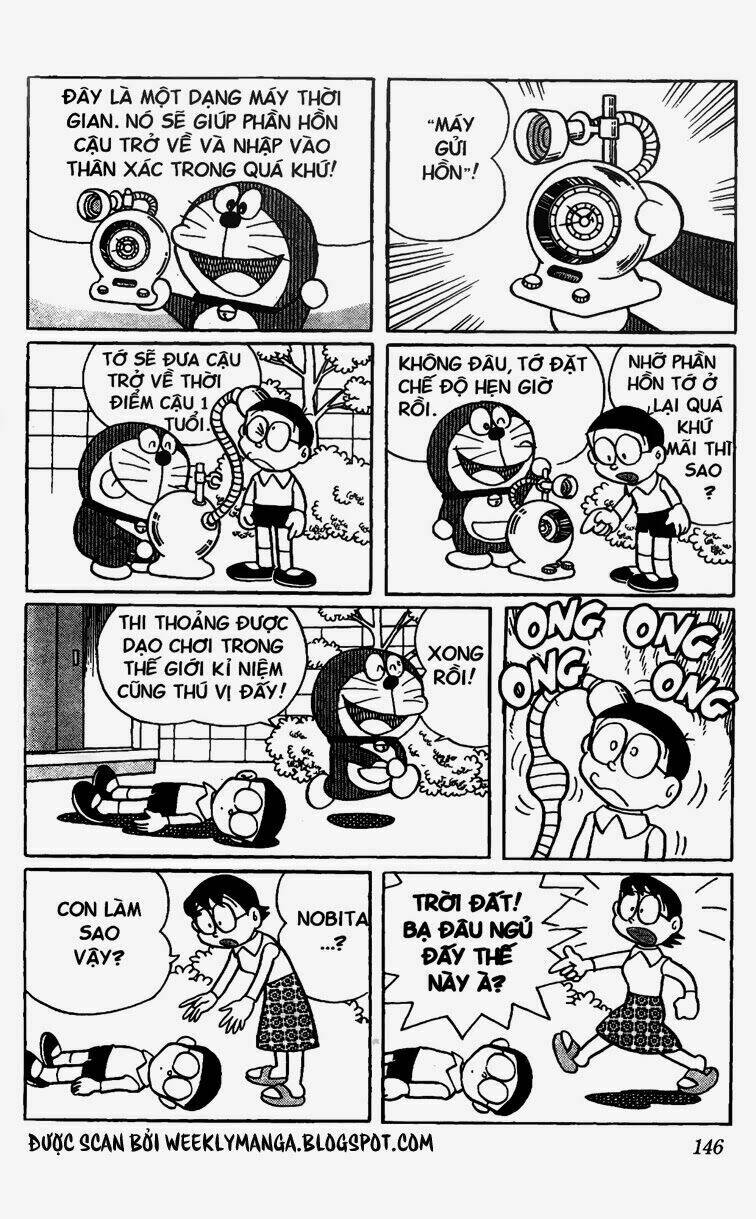 "MÁY
GỬI
HỒN"!
ĐÂY LÀ MỘT DẠNG MÁY THỜI
GIAN. NÓ SẼ GIÚP PHẦN HỒN
CẬU TRỞ VỀ VÀ NHẬP VÀO
THÂN XÁC TRONG QUÁ KHỨ!
NHỠ PHẦN
HỒN TỚ Ở
LẠI QUÁ
KHỨ
MÃI THÌ
SAO
?
KHÔNG ĐÂU, TỚ ĐẶT
CHẾ ĐỘ HẸN GIỜ
RỒI.
TỚ SẼ ĐƯA CẬU
TRỞ VỀ THỜI
ĐIỂM CẬU 1
TUỔI.
ONG
ONG
ONG
ONG
XONG
RỒI!
THI THOẢNG ĐƯỢC
DẠO CHƠI TRONG
THẾ GIỚI KỈ NIỆM
CŨNG THÚ VỊ ĐẤY!
TRỜI ĐẤT!
BẠ ĐÂU NGỦ
ĐẤY THẾ
NÀY À?
NOBITA
...?
CON LÀM
SAO
VẬY?
ĐƯỢC SCAN BỞI WEEKLYMANGA.BLOGSPOT.COM
146